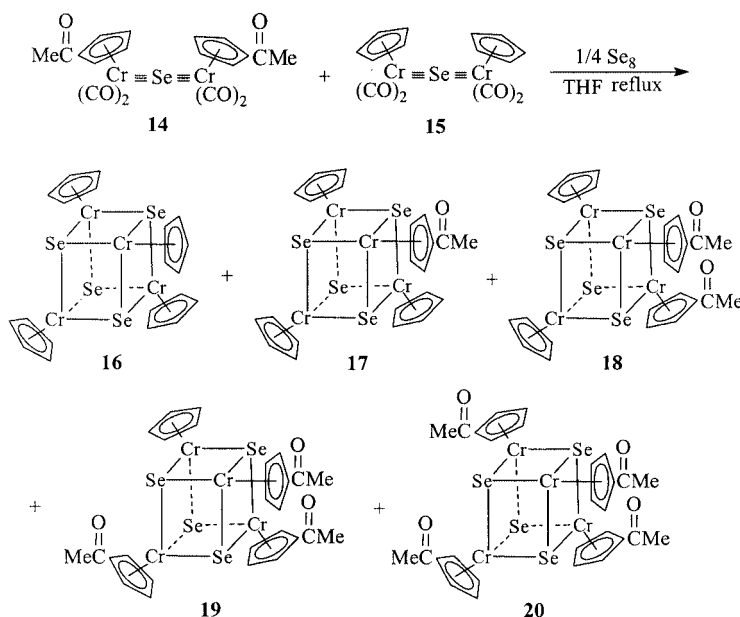 O O
MeC CMe
Cr≡Se≡Cr + Cr≡Se≡Cr 1/4 Se₈
(CO)₂ (CO)₂ (CO)₂ (CO)₂ THF reflux
14 15
Cr Se Cr Se O Cr Se O
Se Cr + Se Cr CMe + Se Cr CMe
O
Se Cr Se Cr Se Cr CMe
Cr Se Cr Se Cr Se
16 17 18
O
MeC
Cr Se O Cr Se O
+ Se Cr CMe + Se Cr CMe
O O O O
MeC Se Cr CMe MeC Se Cr CMe
Cr Se Cr Se
19 20